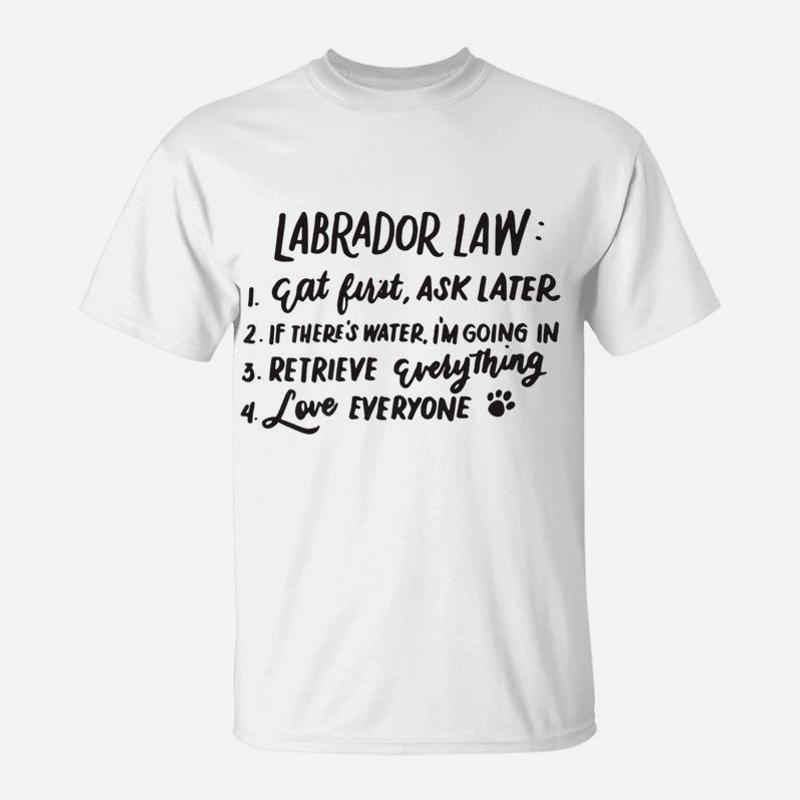 LABRADOR LAW:
1. Eat first, ASK LATER
2. IF THERE'S WATER, I'M GOING IN
3. RETRIEVE Everything
4. Love EVERYONE